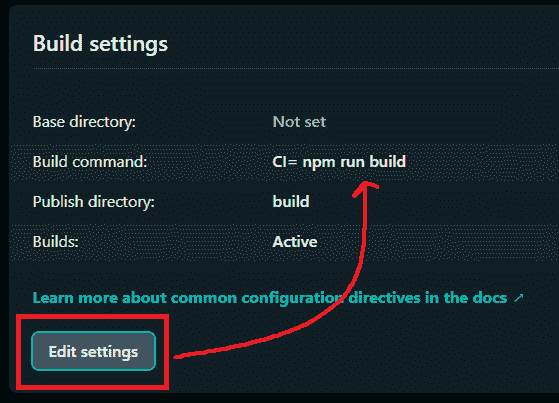 Build settings
Base directory: Not set
Build command: CI= npm run build
Publish directory: build
Builds: Active
Learn more about common configuration directives in the docs ↗
Edit settings